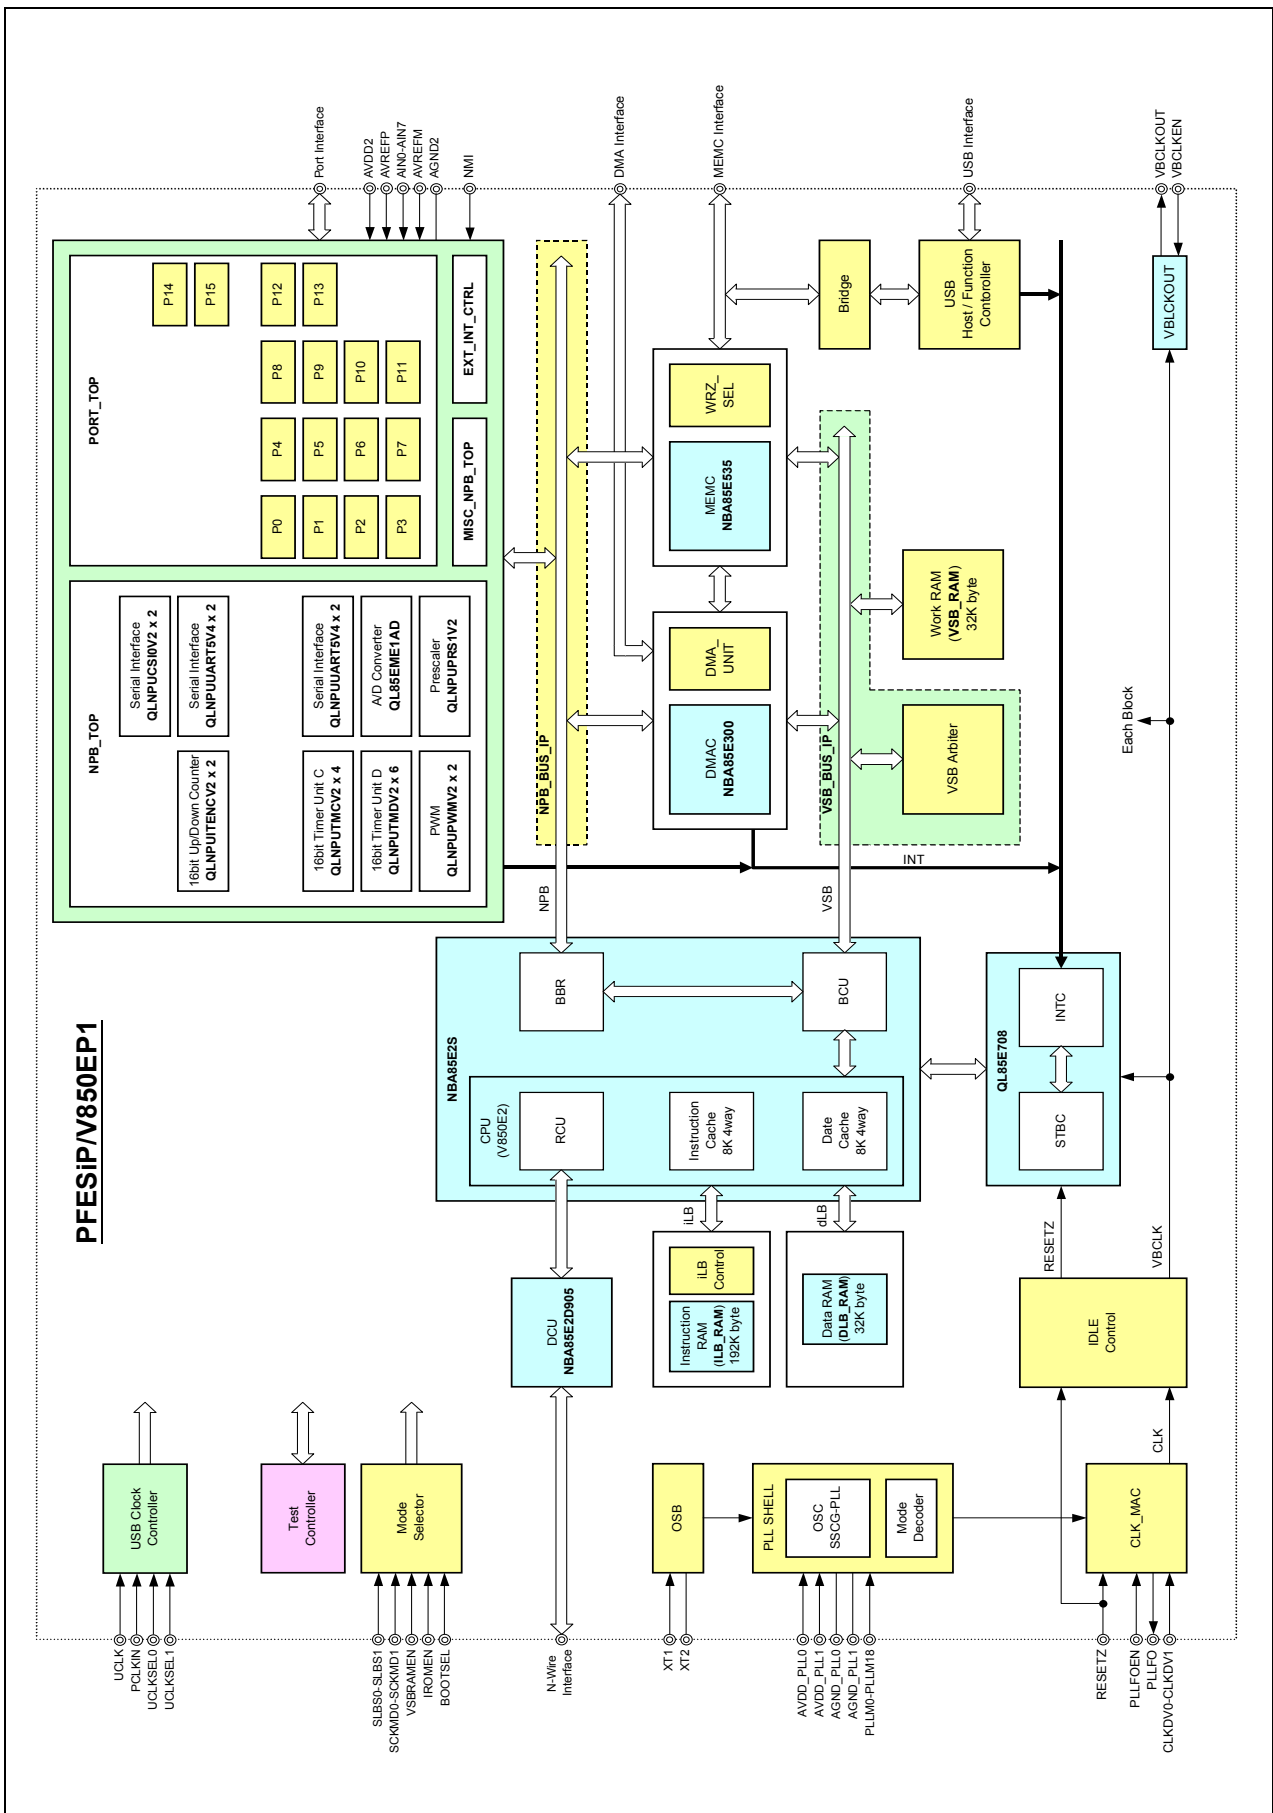 PFESiP/V850EP1
UCLK
PCLKIN
UCLKSEL0
UCLKSEL1
USB Clock
Controller
Test
Controller
SLBS0-SLBS1
SCKMD0-SCKMD1
VSBRAMEN
IROMEN
BOOTSEL
Mode
Selector
N-Wire
Interface
DCU
NBA85E2D905
XT1
XT2
OSB
AVDD_PLL0
AVDD_PLL1
AGND_PLL0
AGND_PLL1
PLLM0-PLLM18
PLL SHELL
OSC
SSCG-PLL
Mode
Decoder
RESETZ
PLLFOEN
PLLFO
CLKDV0-CLKDV1
CLK_MAC
CLK
IDLE
Control
RESETZ
VBCLK
Instruction
RAM
(ILB_RAM)
192K byte
iLB
Control
iLB
Data RAM
(DLB_RAM)
32K byte
dLB
NBA85E2S
CPU
(V850E2)
RCU
Instruction
Cache
8K 4way
Date
Cache
8K 4way
BBR
BCU
QL85E708
STBC
INTC
NPB
VSB
INT
NPB_TOP
16bit Up/Down Counter
QLNPUITENCV2 x 2
16bit Timer Unit C
QLNPUTMCV2 x 4
16bit Timer Unit D
QLNPUTMDV2 x 6
PWM
QLNPUPWMV2 x 2
Serial Interface
QLNPUCSI0V2 x 2
Serial Interface
QLNPUUART5V4 x 2
Serial Interface
QLNPUUART5V4 x 2
A/D Converter
QL85EME1AD
Prescaler
QLNPUPRS1V2
PORT_TOP
P0
P1
P2
P3
P4
P5
P6
P7
P8
P9
P10
P11
P12
P13
P14
P15
MISC_NPB_TOP
EXT_INT_CTRL
NPB_BUS_IP
DMAC
NBA85E300
DMA_
UNIT
MEMC
NBA85E535
WRZ_
SEL
VSB_BUS_IP
VSB Arbiter
Work RAM
(VSB_RAM)
32K byte
Bridge
USB
Host / Function
Contoroller
Each Block
VBLCKOUT
Port Interface
AVDD2
AVREFP
AIN0-AIN7
AVREFM
AGND2
NMI
DMA Interface
MEMC Interface
USB Interface
VBCLKOUT
VBCLKEN